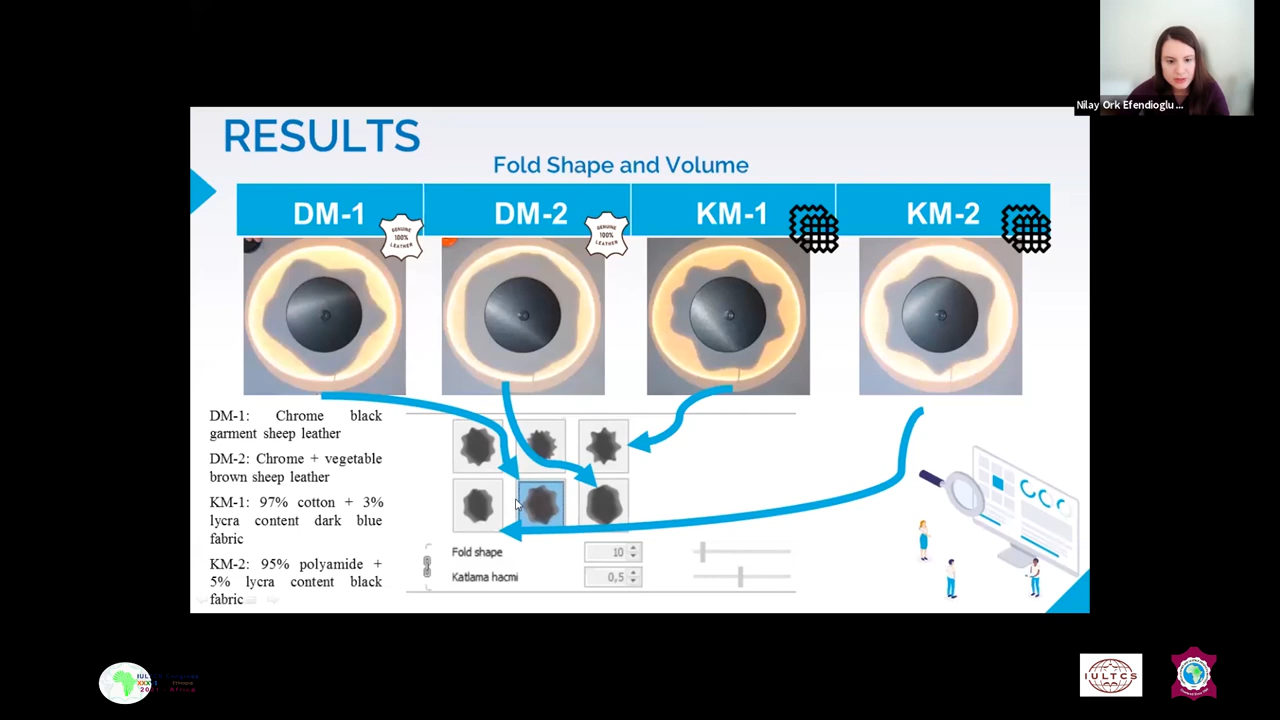 Nilay Ork Efendioglu ...
RESULTS
Fold Shape and Volume
DM-1
DM-2
KM-1
KM-2
GENUINE
100%
LEATHER
GENUINE
100%
LEATHER
DM-1: Chrome black
garment sheep leather
DM-2: Chrome + vegetable
brown sheep leather
KM-1: 97% cotton + 3%
lycra content dark blue
fabric
KM-2: 95% polyamide +
5% lycra content black
fabric
Fold shape
10
Katlama hacmi
0,5
IULTCS